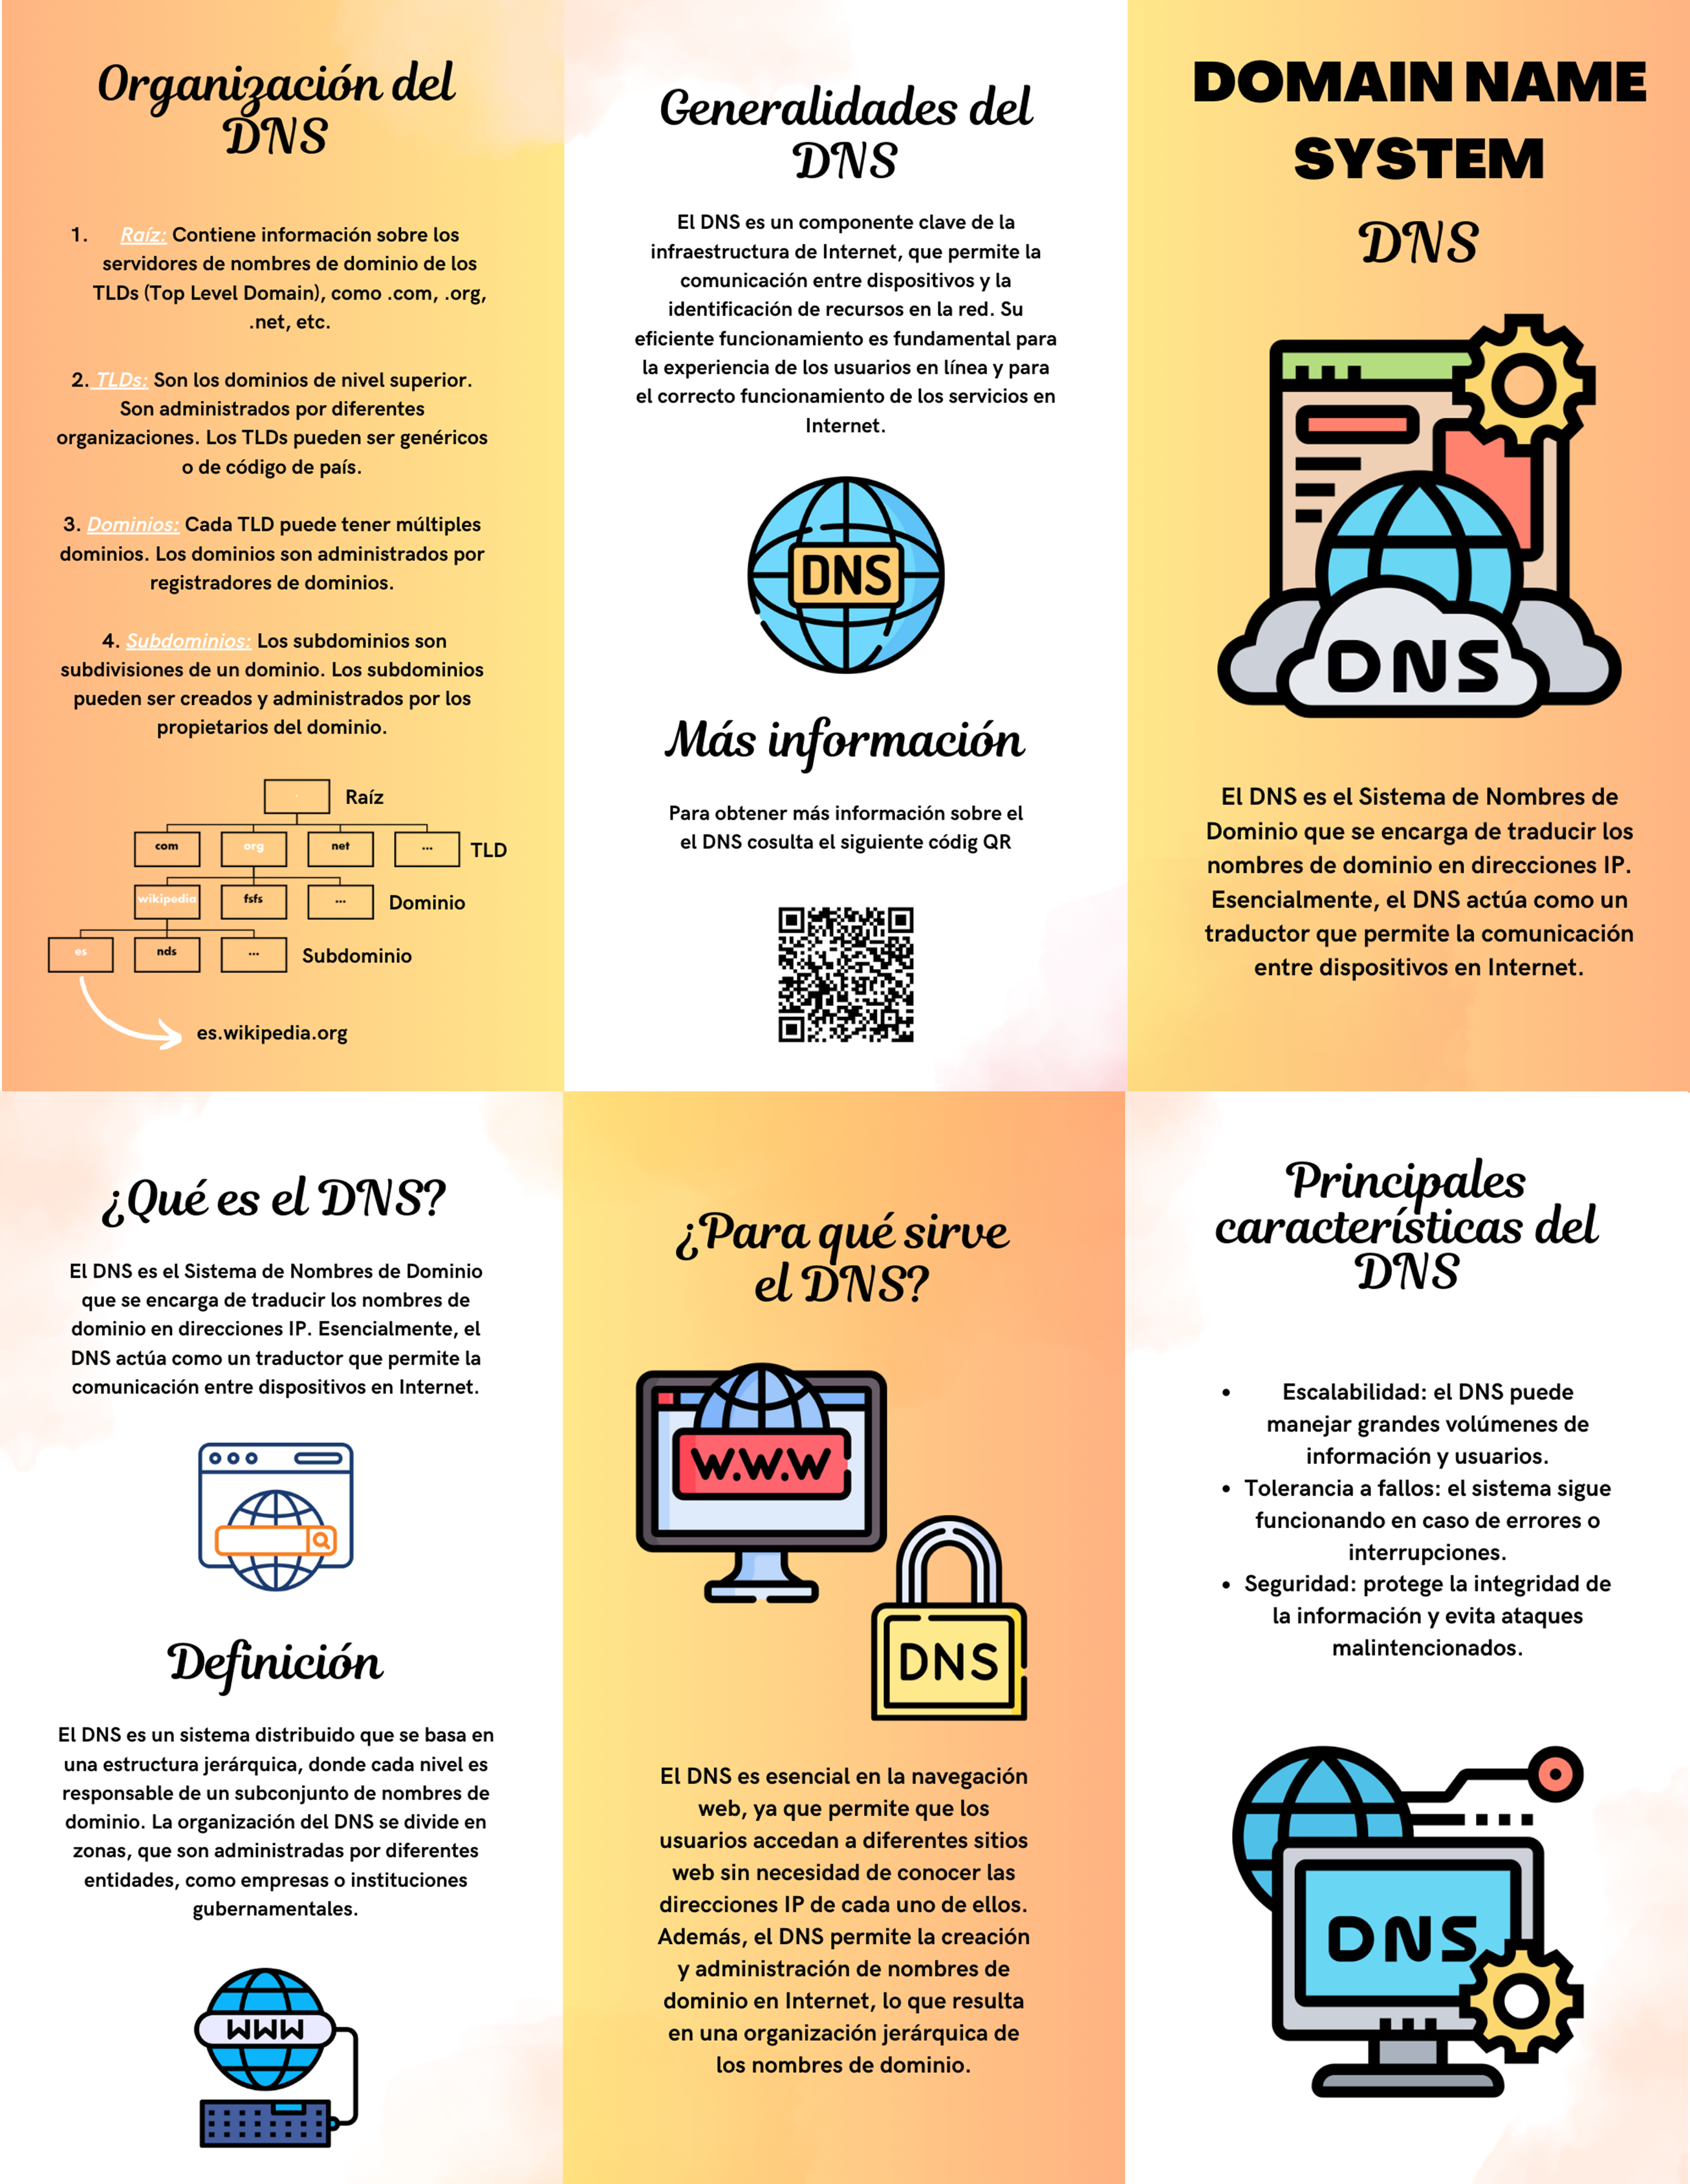 Organización del
DNS
1. Raíz: Contiene información sobre los
servidores de nombres de dominio de los
TLDs (Top Level Domain), como .com, .org,
.net, etc.
2. TLDs: Son los dominios de nivel superior.
Son administrados por diferentes
organizaciones. Los TLDs pueden ser genéricos
o de código de país.
3. Dominios: Cada TLD puede tener múltiples
dominios. Los dominios son administrados por
registradores de dominios.
4. Subdominios: Los subdominios son
subdivisiones de un dominio. Los subdominios
pueden ser creados y administrados por los
propietarios del dominio.
. Raíz
com org net ... TLD
wikipedia fsfs ... Dominio
es nds ... Subdominio
es.wikipedia.org
Generalidades del
DNS
El DNS es un componente clave de la
infraestructura de Internet, que permite la
comunicación entre dispositivos y la
identificación de recursos en la red. Su
eficiente funcionamiento es fundamental para
la experiencia de los usuarios en línea y para
el correcto funcionamiento de los servicios en
Internet.
DNS
Más información
Para obtener más información sobre el
el DNS cosulta el siguiente códig QR
DOMAIN NAME
SYSTEM
DNS
DNS
El DNS es el Sistema de Nombres de
Dominio que se encarga de traducir los
nombres de dominio en direcciones IP.
Esencialmente, el DNS actúa como un
traductor que permite la comunicación
entre dispositivos en Internet.
¿Qué es el DNS?
El DNS es el Sistema de Nombres de Dominio
que se encarga de traducir los nombres de
dominio en direcciones IP. Esencialmente, el
DNS actúa como un traductor que permite la
comunicación entre dispositivos en Internet.
Definición
El DNS es un sistema distribuido que se basa en
una estructura jerárquica, donde cada nivel es
responsable de un subconjunto de nombres de
dominio. La organización del DNS se divide en
zonas, que son administradas por diferentes
entidades, como empresas o instituciones
gubernamentales.
WWW
¿Para qué sirve
el DNS?
W.W.W
DNS
El DNS es esencial en la navegación
web, ya que permite que los
usuarios accedan a diferentes sitios
web sin necesidad de conocer las
direcciones IP de cada uno de ellos.
Además, el DNS permite la creación
y administración de nombres de
dominio en Internet, lo que resulta
en una organización jerárquica de
los nombres de dominio.
Principales
características del
DNS
• Escalabilidad: el DNS puede
manejar grandes volúmenes de
información y usuarios.
• Tolerancia a fallos: el sistema sigue
funcionando en caso de errores o
interrupciones.
• Seguridad: protege la integridad de
la información y evita ataques
malintencionados.
DNS